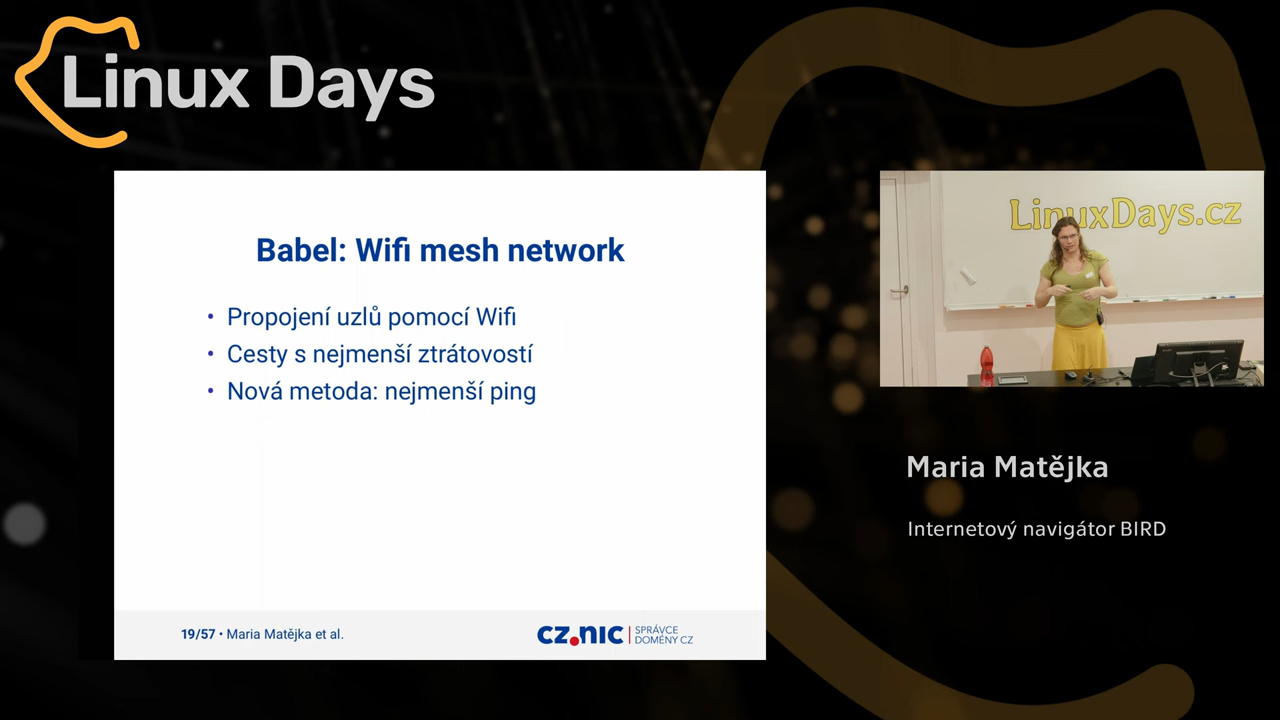 Linux Days
Babel: Wifi mesh network
• Propojení uzlů pomocí Wifi
• Cesty s nejmenší ztrátovostí
• Nová metoda: nejmenší ping
19/57 • Maria Matějka et al.
CZ.NIC | SPRÁVCE
DOMÉNY CZ
LinuxDays.cz
Maria Matějka
Internetový navigátor BIRD